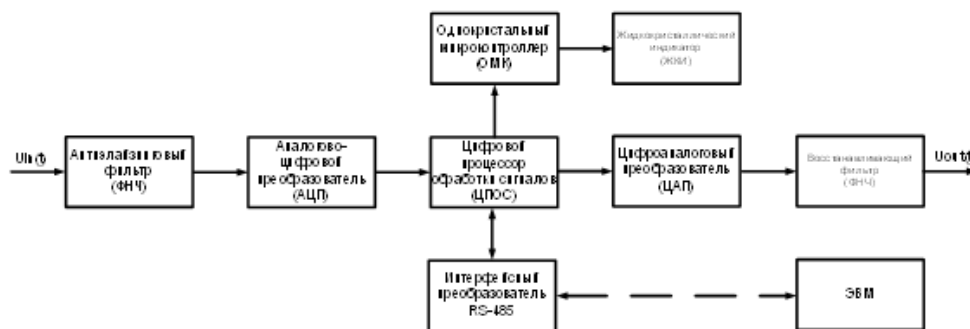 Однокристальный
микроконтроллер
(ОМК)
Жидкокристаллический
индикатор
(ЖКИ)
Uin(t)
Антиэлайзинговый
фильтр
(ФНЧ)
Аналогово-
цифровой
преобразователь
(АЦП)
Цифровой
процессор
обработки сигналов
(ЦПОС)
Цифроаналоговый
преобразователь
(ЦАП)
Восстанавливающий
фильтр
(ФНЧ)
Uout(t)
Интерфейсный
преобразователь
RS-485
ЭВМ